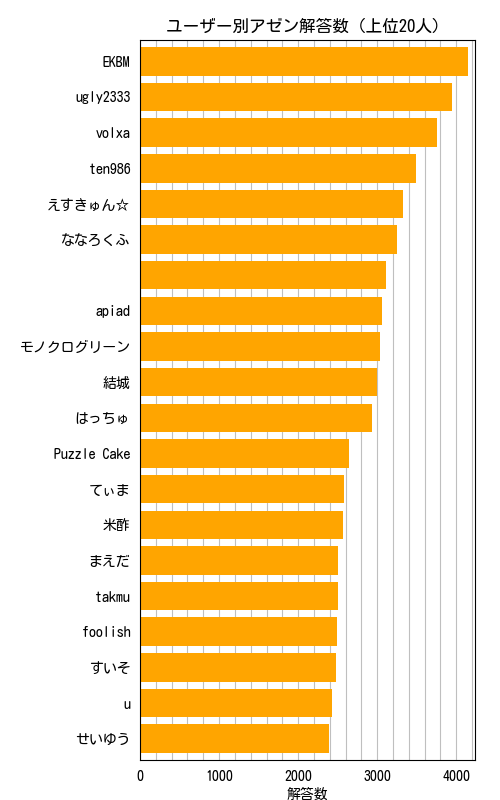 ユーザー別アゼン解答数 (上位20人)
EKBM
ugly2333
volxa
ten986
えすきゅん☆
ななろくふ
apiad
モノクログリーン
結城
はっちゅ
Puzzle Cake
てぃま
米酢
まえだ
takmu
foolish
すいそ
u
せいゆう
0 1000 2000 3000 4000
解答数